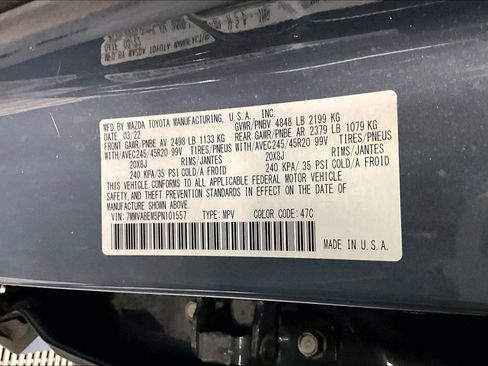 MFD. BY MAZDA TOYOTA MANUFACTURING, U.S.A., INC.
DATE: 03/22 GVWR/PNBV 4848 LB 2199 KG
FRONT GAWR/PNBE AV 2498 LB 1133 KG REAR GAWR/PNBE AR 2379 LB 1079 KG
WITH/AVEC245/45R20 99V TIRES/PNEUS WITH/AVEC245/45R20 99V TIRES/PNEUS
20X8J RIMS/JANTES 20X8J RIMS/JANTES
240 KPA/35 PSI COLD/A FROID 240 KPA/35 PSI COLD/A FROID
THIS VEHICLE CONFORMS TO ALL APPLICABLE FEDERAL MOTOR VEHICLE
SAFETY, AND THEFT PREVENTION STANDARDS IN EFFECT ON THE DATE OF
MANUFACTURE SHOWN ABOVE.
VIN: 7MMVABEM5PN101557 TYPE: MPV COLOR CODE: 47C
MADE IN U.S.A.